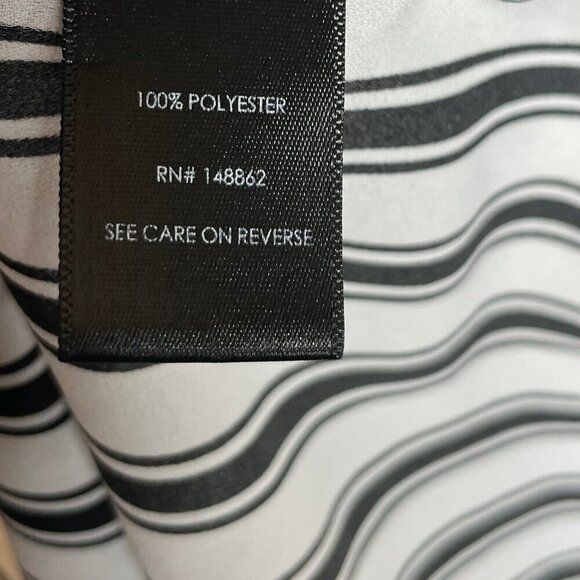 100% POLYESTER
RN# 148862
SEE CARE ON REVERSE